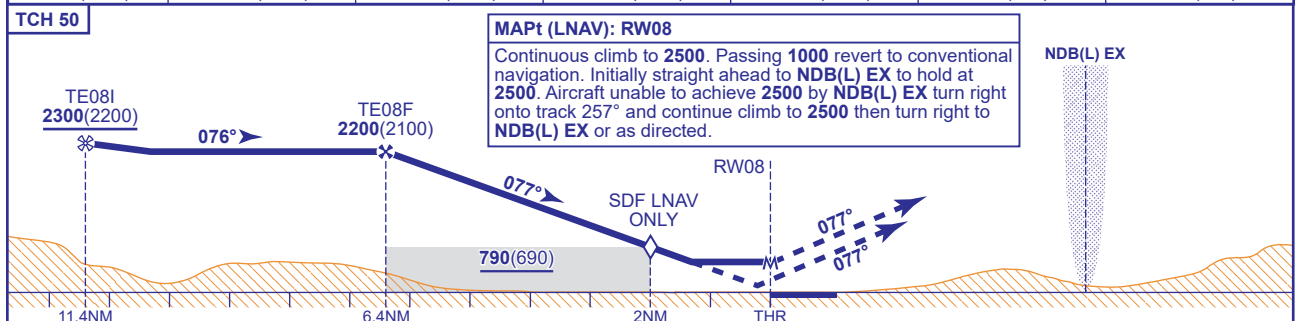 TCH 50
MAPt (LNAV): RW08
Continuous climb to 2500. Passing 1000 revert to conventional
navigation. Initially straight ahead to NDB(L) EX to hold at
2500. Aircraft unable to achieve 2500 by NDB(L) EX turn right
onto track 257° and continue climb to 2500 then turn right to
NDB(L) EX or as directed.
NDB(L) EX
TE08I
2300(2200)
TE08F
2200(2100)
076°
077°
RW08
SDF LNAV
ONLY
077°
077°
790(690)
11.4NM
6.4NM
2NM
THR